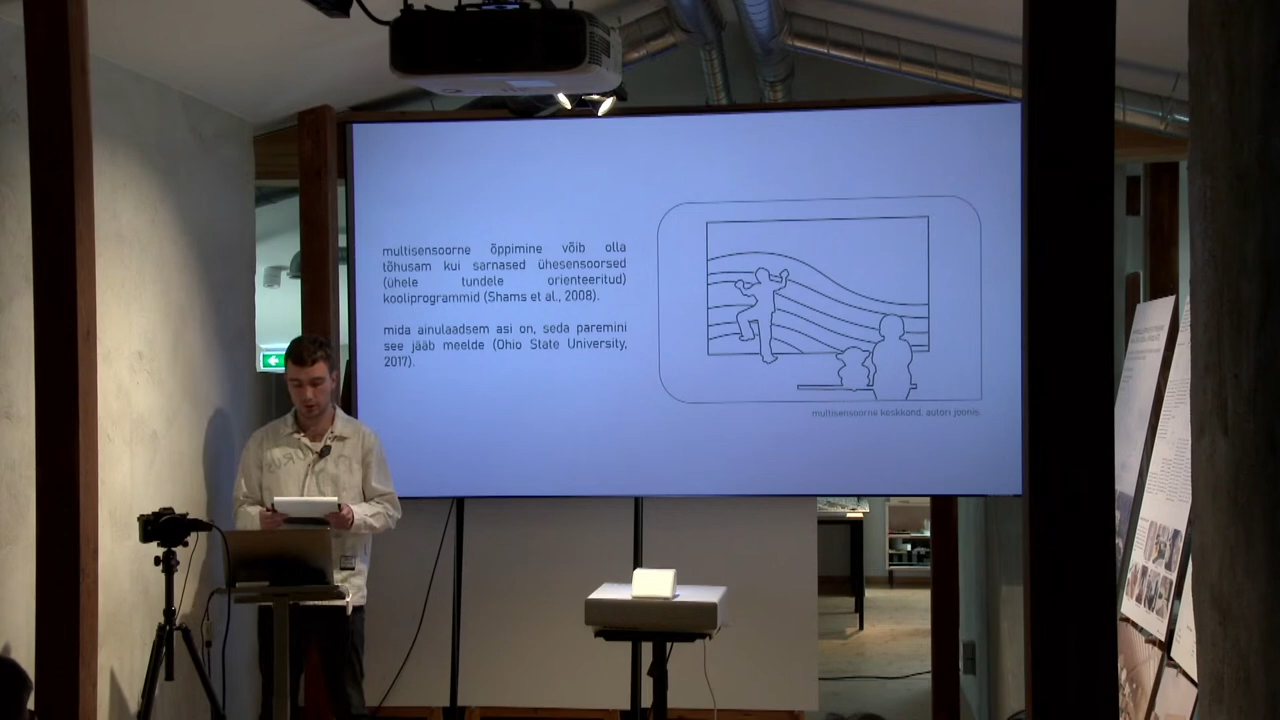 multisensoorne õppimine võib olla
tõhusam kui sarnased ühesensoorsed
(ühele tundele orienteeritud)
kooliprogrammid (Shams et al., 2008).
mida ainulaadsem asi on, seda paremini
see jääb meelde (Ohio State University,
2017).
multisensoorne keskkond. autori joonis.